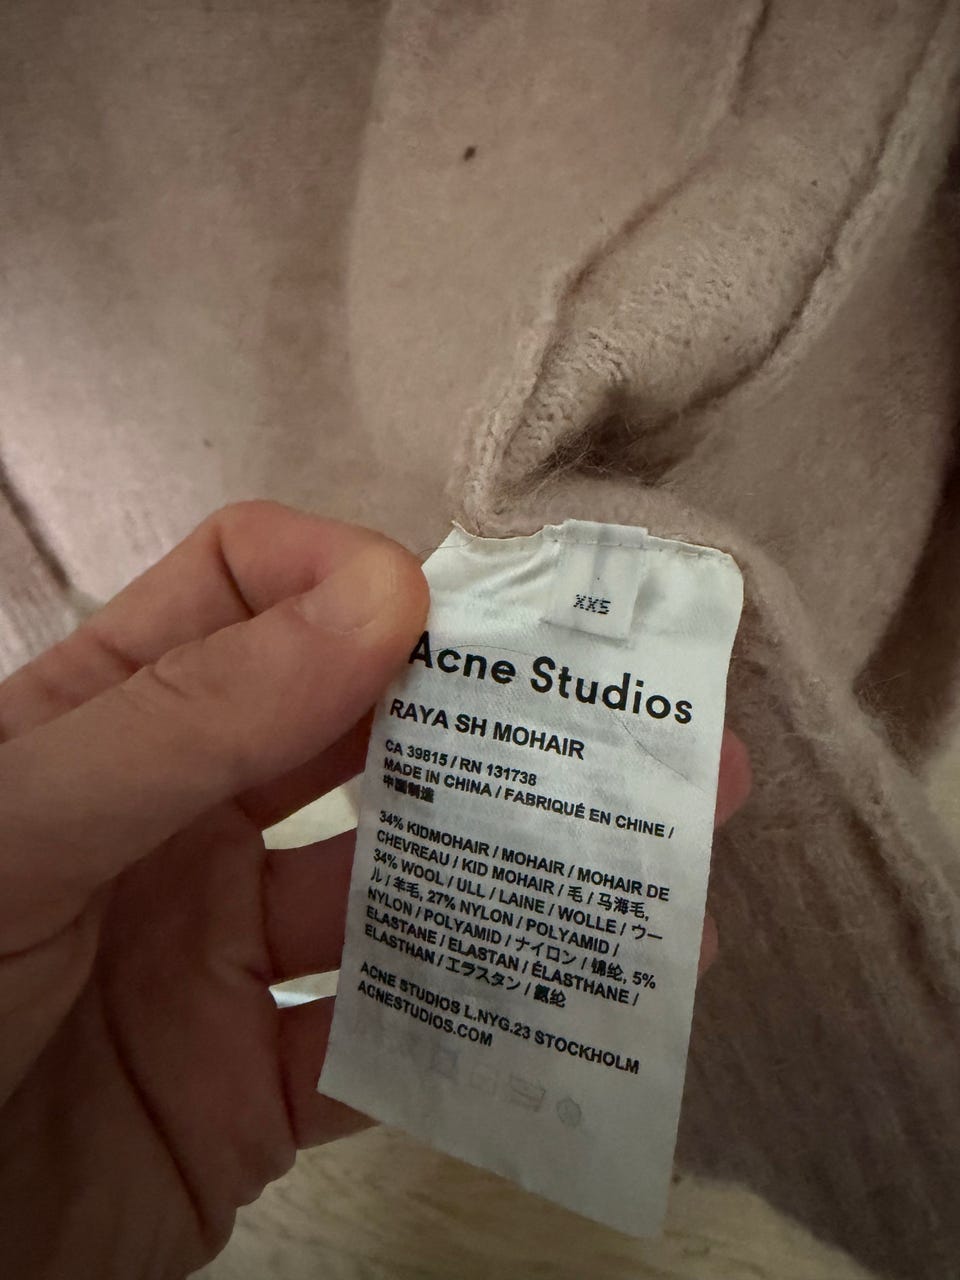 XXS
Acne Studios
RAYA SH MOHAIR
CA 39815 / RN 131738
MADE IN CHINA / FABRIQUÉ EN CHINE /
中国制造
34% KIDMOHAIR / MOHAIR / MOHAIR DE
CHEVREAU / KID MOHAIR / 毛 / 马海毛,
34% WOOL / ULL / LAINE / WOLLE / ウー
ル / 羊毛, 27% NYLON / POLYAMID /
NYLON / POLYAMID / ナイロン / 锦纶, 5%
ELASTANE / ELASTAN / ÉLASTHANE /
ELASTHAN / エラスタン / 氨纶
ACNE STUDIOS L.NYG.23 STOCKHOLM
ACNESTUDIOS.COM